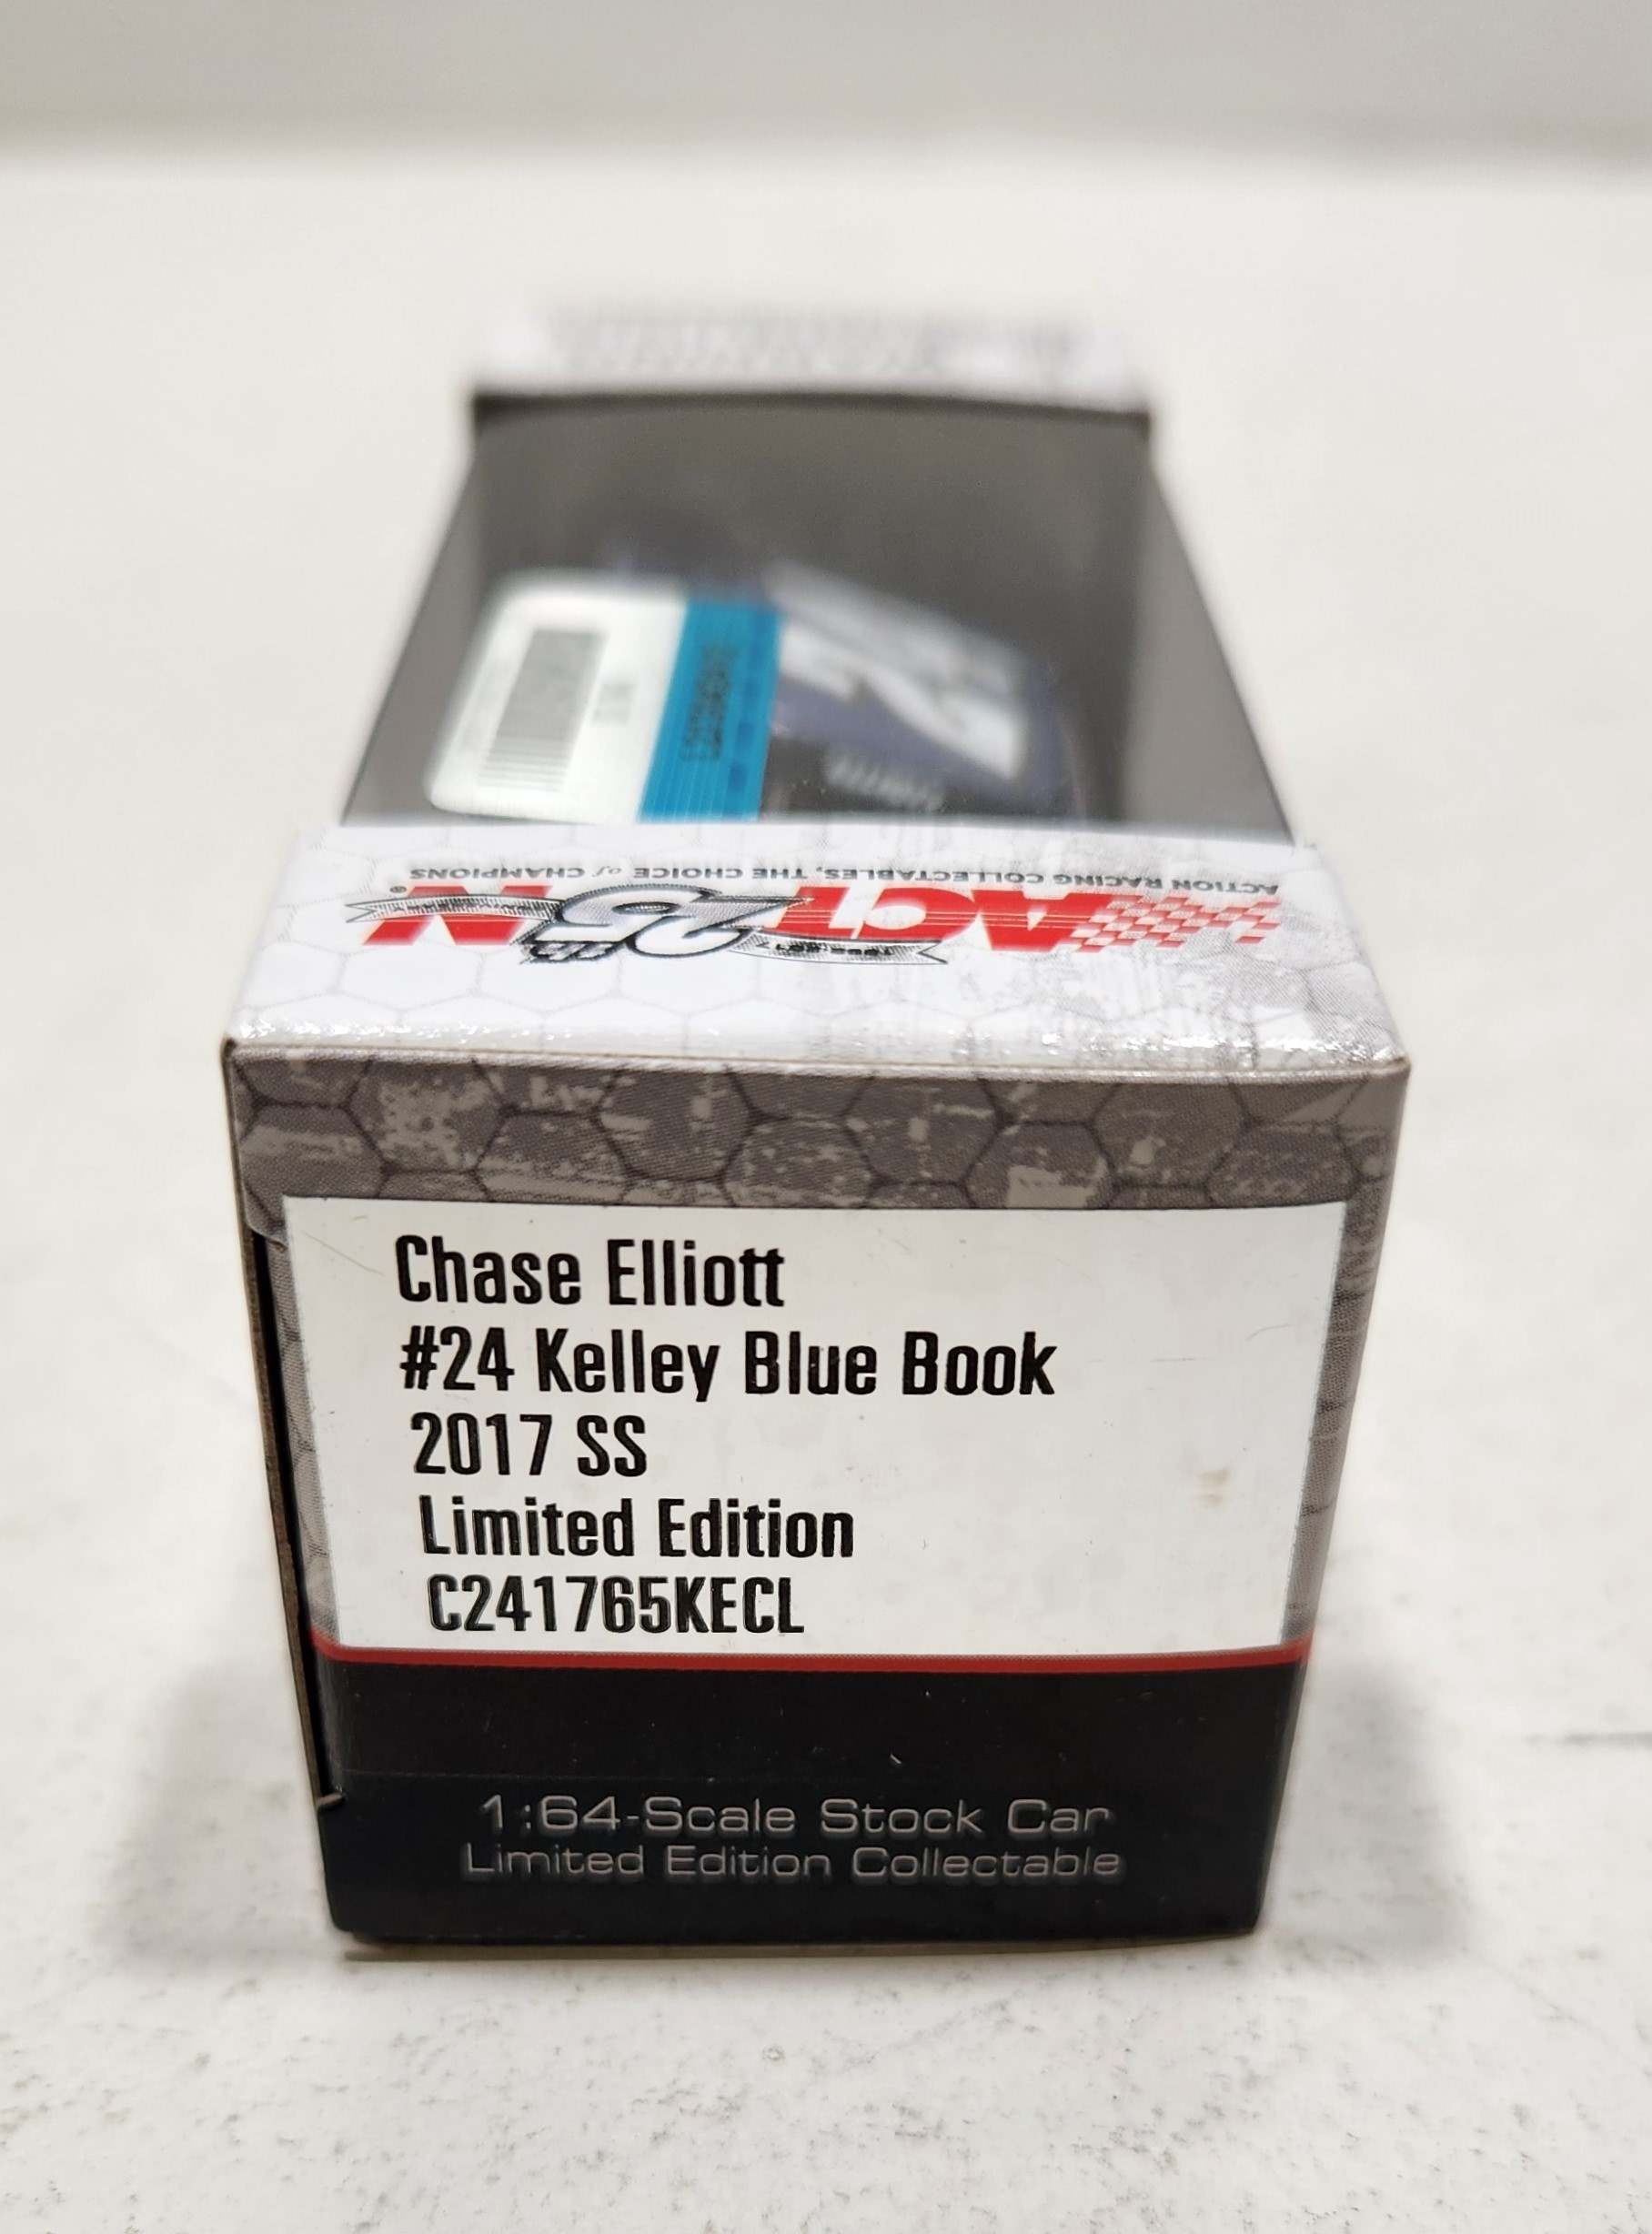 ACTION RACING COLLECTABLES, THE CHOICE of CHAMPIONS
ACTION®
25th
Chase Elliott
#24 Kelley Blue Book
2017 SS
Limited Edition
C241765KECL
1:64-Scale Stock Car
Limited Edition Collectable